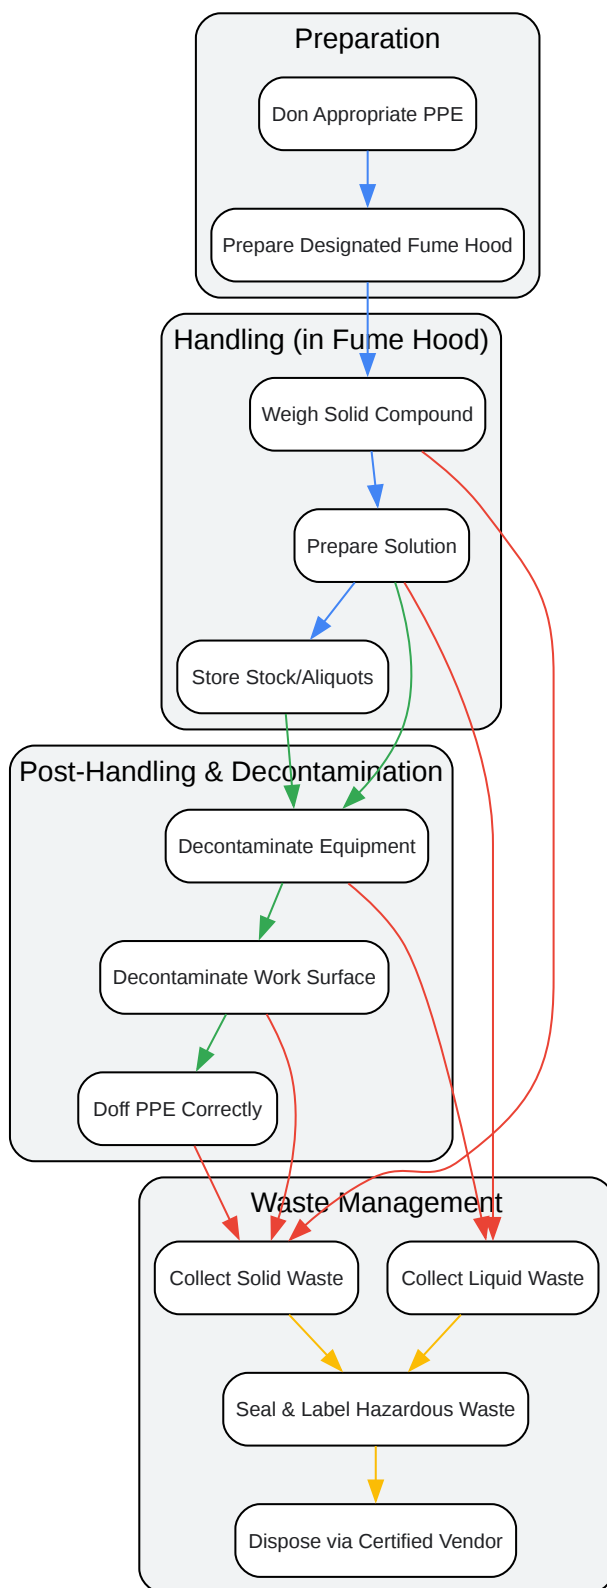 Preparation
Don Appropriate PPE
Prepare Designated Fume Hood
Handling (in Fume Hood)
Weigh Solid Compound
Prepare Solution
Store Stock/Aliquots
Post-Handling & Decontamination
Decontaminate Equipment
Decontaminate Work Surface
Doff PPE Correctly
Waste Management
Collect Solid Waste
Collect Liquid Waste
Seal & Label Hazardous Waste
Dispose via Certified Vendor